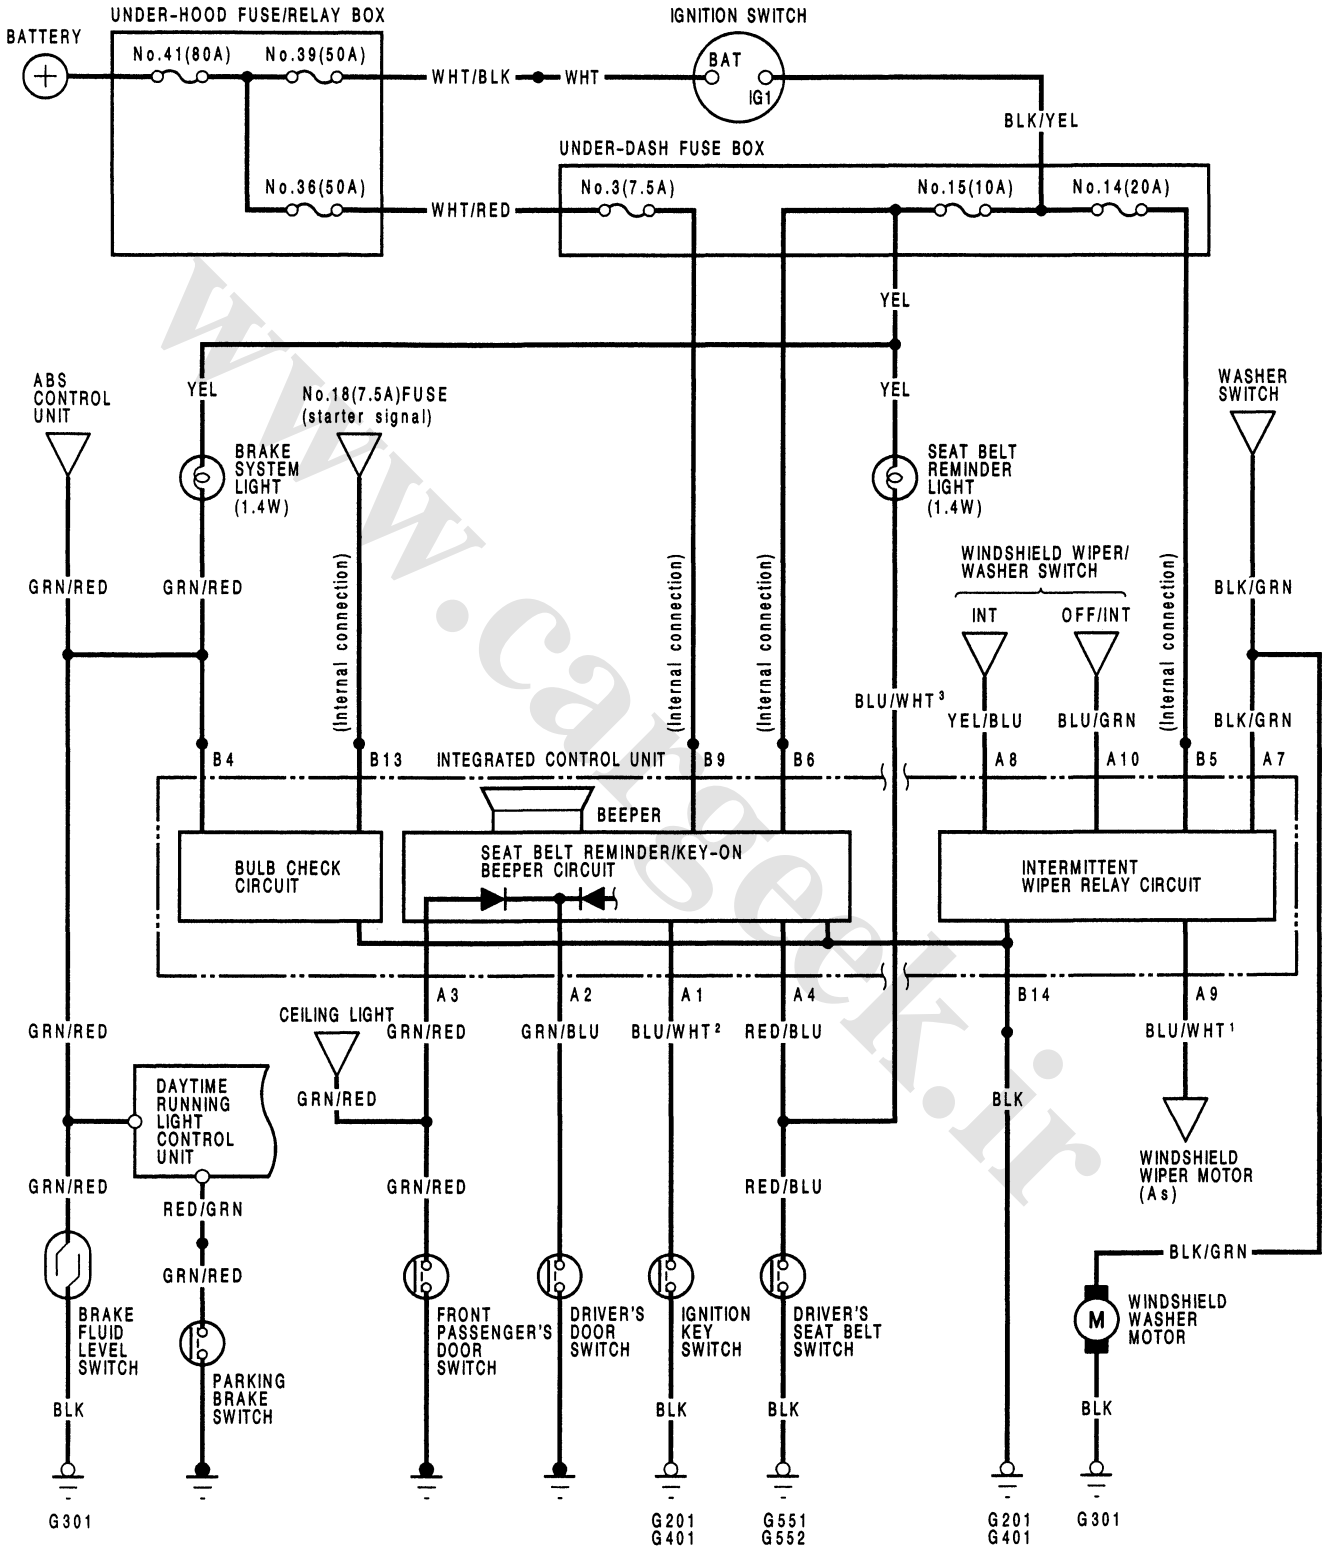 UNDER-HOOD FUSE/RELAY BOX
IGNITION SWITCH
BATTERY
No.41(80A)
No.39(50A)
BAT
WHT/BLK
WHT
IG1
BLK/YEL
UNDER-DASH FUSE BOX
No.36(50A)
No.3(7.5A)
No.15(10A)
No.14(20A)
WHT/RED
YEL
ABS
CONTROL
UNIT
YEL
No.18(7.5A)FUSE
(starter signal)
YEL
WASHER
SWITCH
BRAKE
SYSTEM
LIGHT
(1.4W)
SEAT BELT
REMINDER
LIGHT
(1.4W)
WINDSHIELD WIPER/
WASHER SWITCH
INT
OFF/INT
GRN/RED
GRN/RED
(Internal connection)
(Internal connection)
(Internal connection)
(Internal connection)
BLK/GRN
BLU/WHT3
YEL/BLU
BLU/GRN
BLK/GRN
B4
B13
INTEGRATED CONTROL UNIT
B9
B6
A8
A10
B5
A7
BEEPER
BULB CHECK
CIRCUIT
SEAT BELT REMINDER/KEY-ON
BEEPER CIRCUIT
INTERMITTENT
WIPER RELAY CIRCUIT
A3
A2
A1
A4
B14
A9
CEILING LIGHT
GRN/RED
GRN/RED
GRN/BLU
BLU/WHT2
RED/BLU
BLU/WHT1
DAYTIME
RUNNING
LIGHT
CONTROL
UNIT
GRN/RED
BLK
WINDSHIELD
WIPER MOTOR
(As)
GRN/RED
RED/GRN
GRN/RED
RED/BLU
GRN/RED
BLK/GRN
BRAKE
FLUID
LEVEL
SWITCH
FRONT
PASSENGER'S
DOOR
SWITCH
DRIVER'S
DOOR
SWITCH
IGNITION
KEY
SWITCH
DRIVER'S
SEAT BELT
SWITCH
M
WINDSHIELD
WASHER
MOTOR
PARKING
BRAKE
SWITCH
BLK
BLK
BLK
BLK
G301
G201
G401
G551
G552
G201
G401
G301
www.cargeek.ir